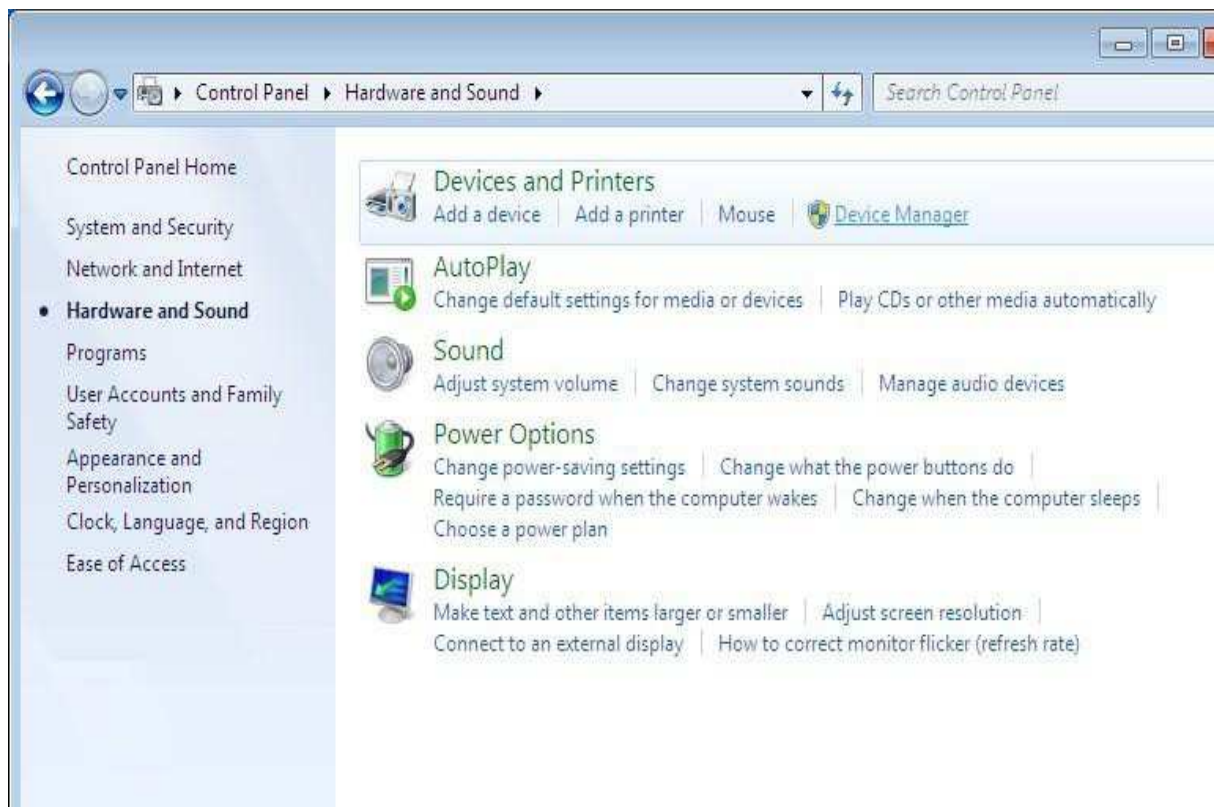 Control Panel Hardware and Sound
Search Control Panel
Control Panel Home
System and Security
Network and Internet
Hardware and Sound
Programs
User Accounts and Family
Safety
Appearance and
Personalization
Clock, Language, and Region
Ease of Access
Devices and Printers
Add a device Add a printer Mouse Device Manager
AutoPlay
Change default settings for media or devices Play CDs or other media automatically
Sound
Adjust system volume Change system sounds Manage audio devices
Power Options
Change power-saving settings Change what the power buttons do
Require a password when the computer wakes Change when the computer sleeps
Choose a power plan
Display
Make text and other items larger or smaller Adjust screen resolution
Connect to an external display How to correct monitor flicker (refresh rate)